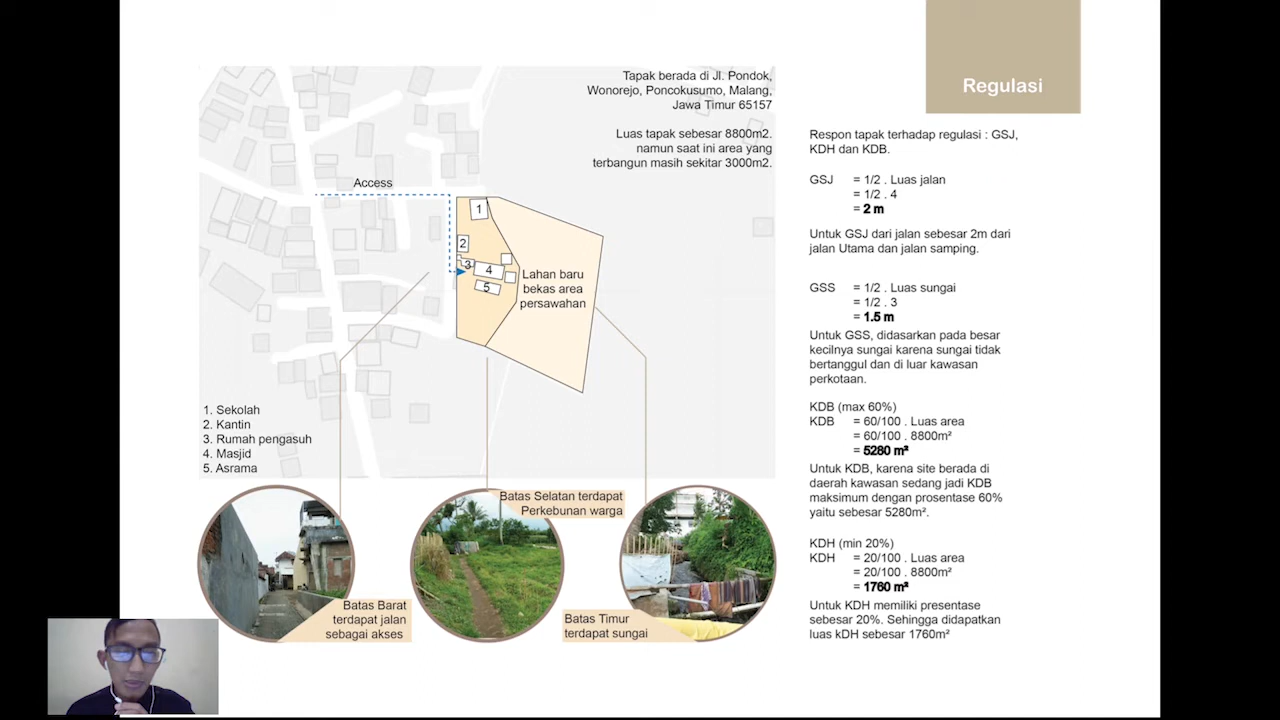 Regulasi
Tapak berada di Jl. Pondok,
Wonorejo, Poncokusumo, Malang,
Jawa Timur 65157
Luas tapak sebesar 8800m2.
namun saat ini area yang
terbangun masih sekitar 3000m2.
Access
1
2
3
4
5
Lahan baru
bekas area
persawahan
1. Sekolah
2. Kantin
3. Rumah pengasuh
4. Masjid
5. Asrama
Batas Barat
terdapat jalan
sebagai akses
Batas Selatan terdapat
Perkebunan warga
Batas Timur
terdapat sungai
Respon tapak terhadap regulasi : GSJ,
KDH dan KDB.
GSJ = 1/2 . Luas jalan
= 1/2 . 4
= 2 m
Untuk GSJ dari jalan sebesar 2m dari
jalan Utama dan jalan samping.
GSS = 1/2 . Luas sungai
= 1/2 . 3
= 1.5 m
Untuk GSS, didasarkan pada besar
kecilnya sungai karena sungai tidak
bertanggul dan di luar kawasan
perkotaan.
KDB (max 60%)
KDB = 60/100 . Luas area
= 60/100 . 8800m²
= 5280 m²
Untuk KDB, karena site berada di
daerah kawasan sedang jadi KDB
maksimum dengan prosentase 60%
yaitu sebesar 5280m².
KDH (min 20%)
KDH = 20/100 . Luas area
= 20/100 . 8800m²
= 1760 m²
Untuk KDH memiliki presentase
sebesar 20%. Sehingga didapatkan
luas kDH sebesar 1760m²